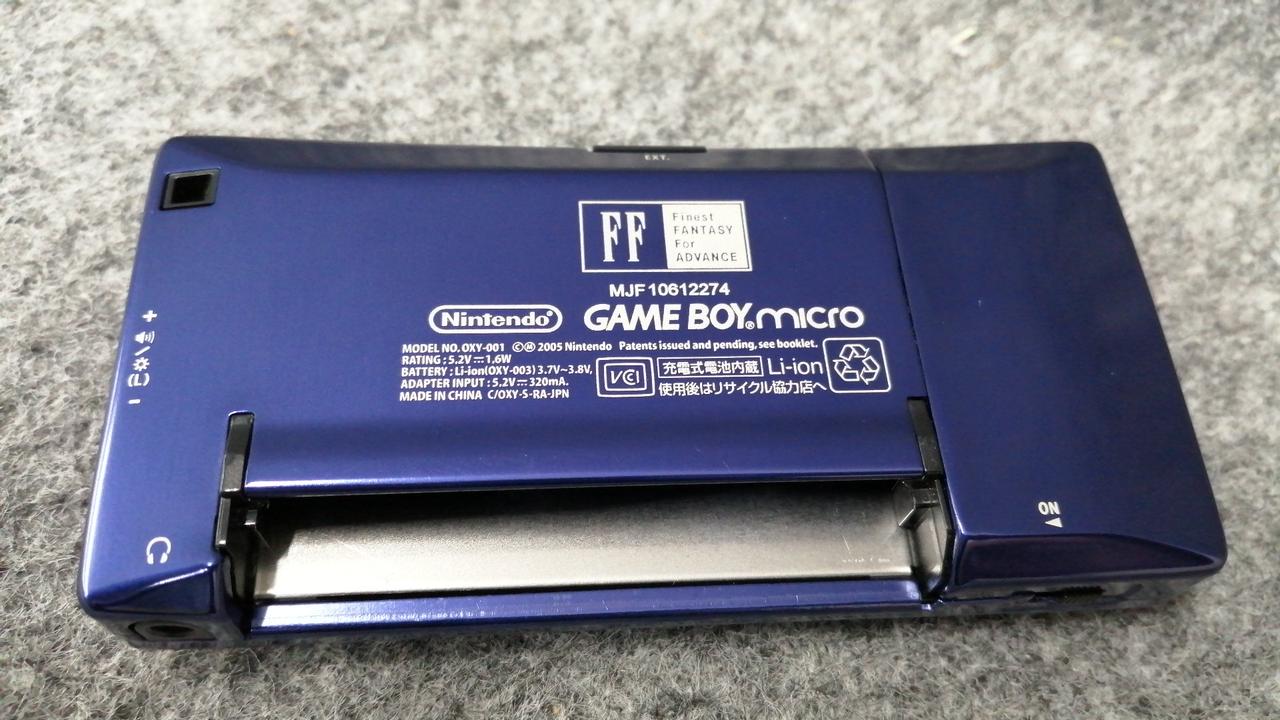 EXT.
FF
Finest
FANTASY
For
ADVANCE
MJF10612274
Nintendo
GAME BOY micro
MODEL NO. OXY-001 ©Ⓜ 2005 Nintendo Patents issued and pending, see booklet.
RATING : 5.2V⎓1.6W
BATTERY : Li-ion(OXY-003) 3.7V~3.8V,
ADAPTER INPUT : 5.2V⎓320mA.
MADE IN CHINA C/OXY-S-RA-JPN
VCI
充電式電池内蔵 Li-ion
使用後はリサイクル協力店へ
+
/
(L)
–
ON